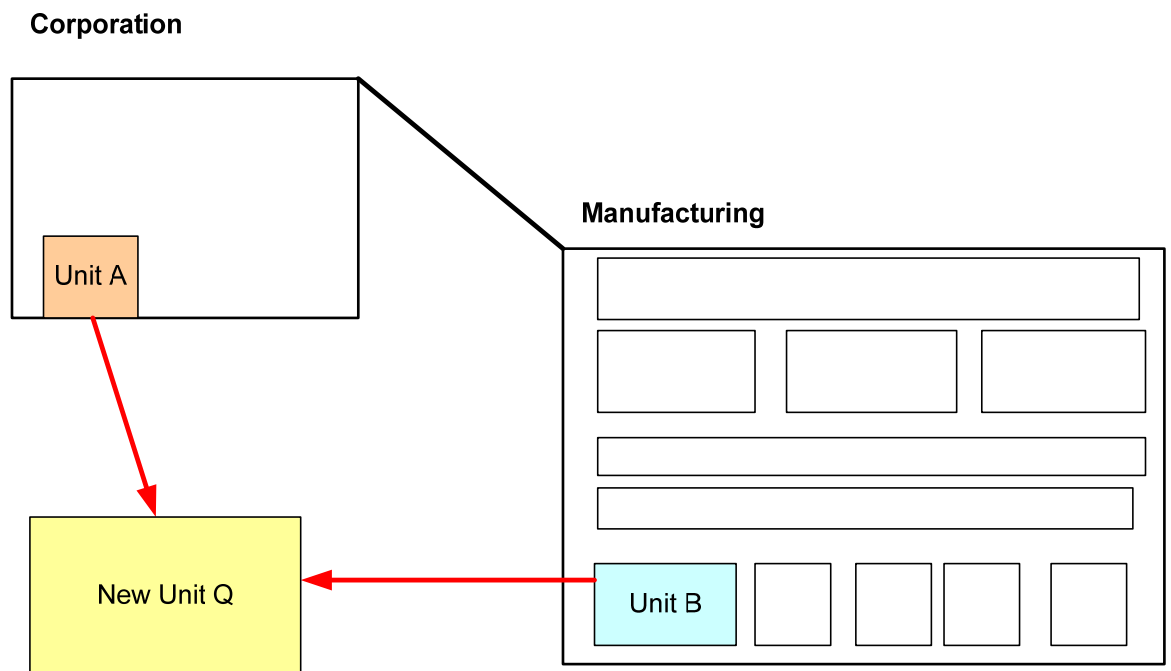 Corporation
Manufacturing
Unit A
New Unit Q
Unit B